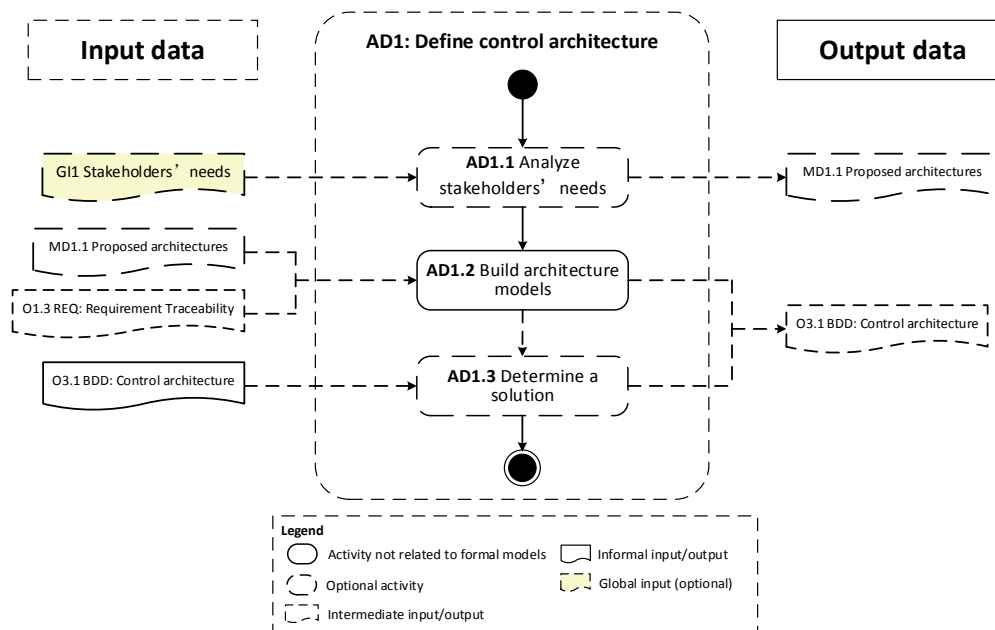 Input data
AD1: Define control architecture
Output data
GI1 Stakeholders’ needs
AD1.1 Analyze
stakeholders’ needs
MD1.1 Proposed architectures
MD1.1 Proposed architectures
O1.3 REQ: Requirement Traceability
AD1.2 Build architecture
models
O3.1 BDD: Control architecture
O3.1 BDD: Control architecture
AD1.3 Determine a
solution
Legend
Activity not related to formal models
Informal input/output
Optional activity
Global input (optional)
Intermediate input/output